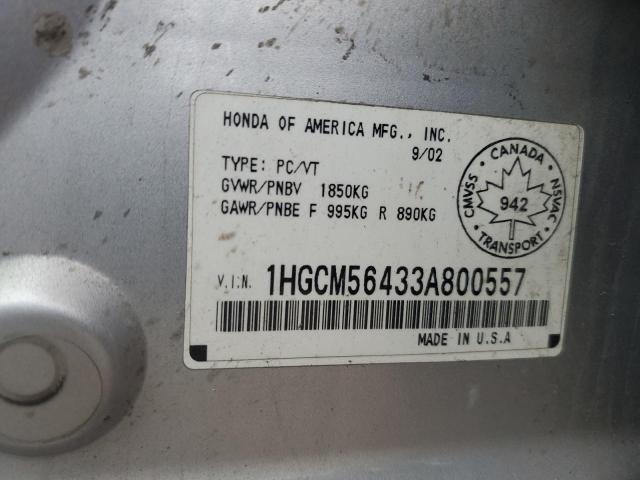 HONDA OF AMERICA MFG., INC.
9/02
TYPE: PC/VT
GVWR/PNBV 1850KG
GAWR/PNBE F 995KG R 890KG
CANADA
CMVSS
942
NSVAC
TRANSPORT
V.I.N. 1HGCM56433A800557
MADE IN U.S.A